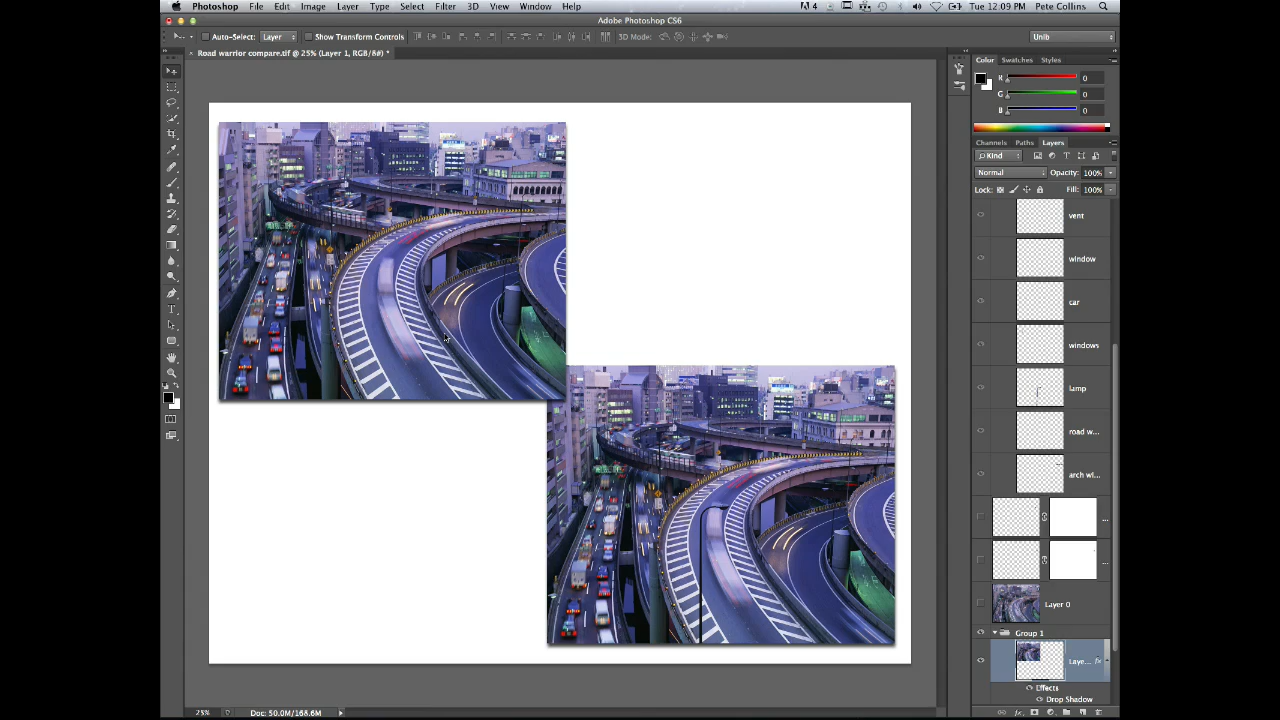 Photoshop File Edit Image Layer Type Select Filter 3D View Window Help
4 Tue 12:09 PM Pete Collins
Adobe Photoshop CS6
Auto-Select: Layer Show Transform Controls 3D Mode: Unib
× Road warrior compare.tif @ 25% (Layer 1, RGB/8#) *
Color Swatches Styles
R 0
G 0
B 0
Channels Paths Layers
Kind
Normal Opacity: 100%
Lock: Fill: 100%
vent
window
car
windows
lamp
road w...
arch wi...
...
...
Layer 0
Group 1
Laye... fx
Effects
Drop Shadow
25% Doc: 50.0M/168.6M